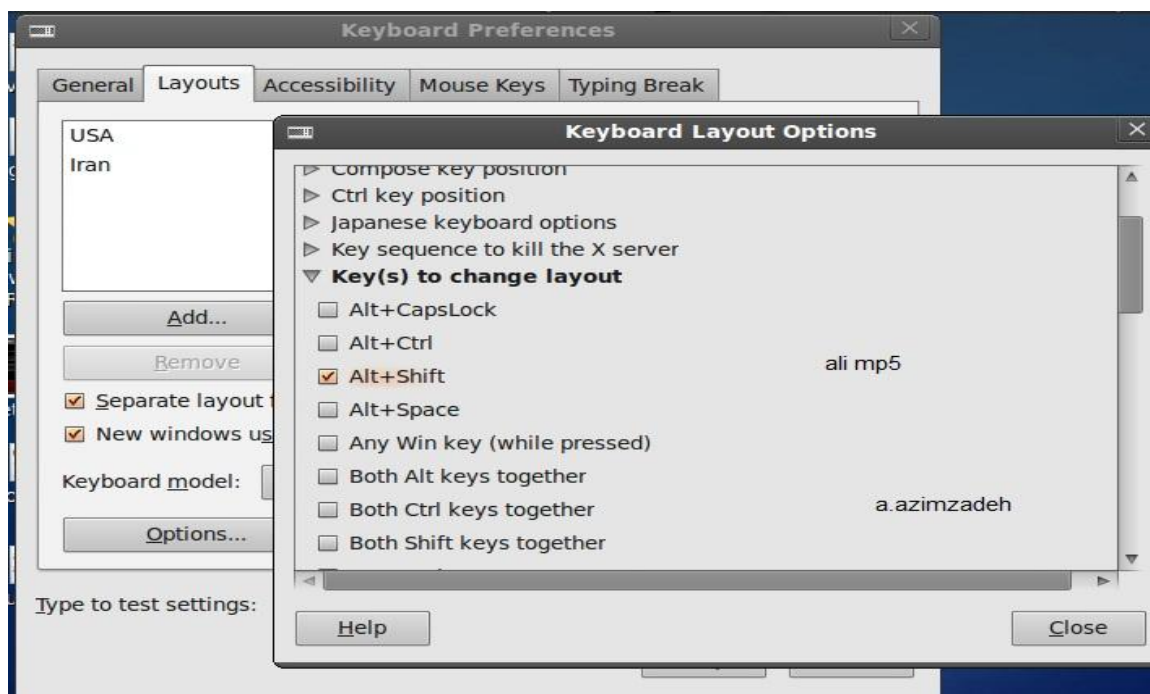 Keyboard Preferences
General Layouts Accessibility Mouse Keys Typing Break
USA
Iran
Add...
Remove
Separate layout
New windows us
Keyboard model:
Options...
Type to test settings:
Keyboard Layout Options
Compose key position
Ctrl key position
Japanese keyboard options
Key sequence to kill the X server
Key(s) to change layout
Alt+CapsLock
Alt+Ctrl
Alt+Shift
Alt+Space
Any Win key (while pressed)
Both Alt keys together
Both Ctrl keys together
Both Shift keys together
ali mp5
a.azimzadeh
Help
Close